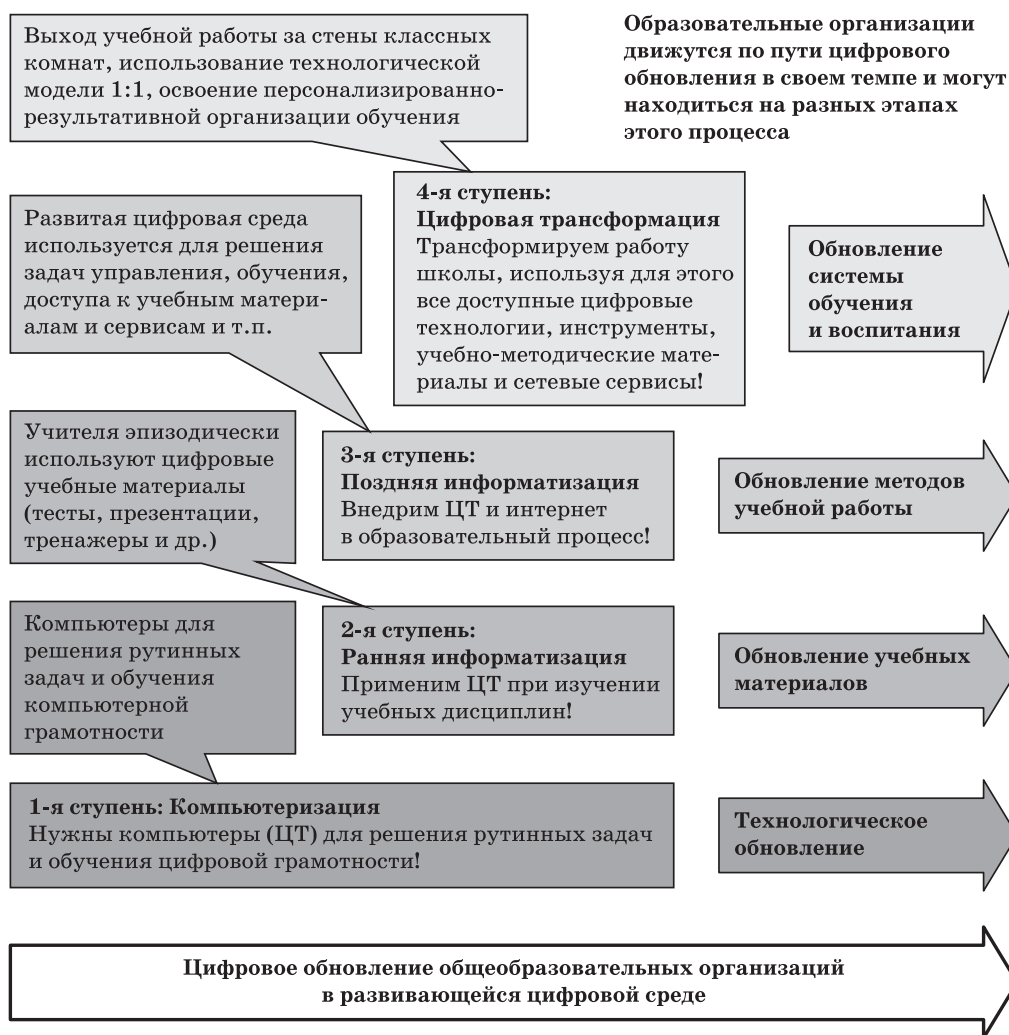 Выход учебной работы за стены классных
комнат, использование технологической
модели 1:1, освоение персонализированно-
результативной организации обучения
Образовательные организации
движутся по пути цифрового
обновления в своем темпе и могут
находиться на разных этапах
этого процесса
Развитая цифровая среда
используется для решения
задач управления, обучения,
доступа к учебным матери-
алам и сервисам и т.п.
4-я ступень:
Цифровая трансформация
Трансформируем работу
школы, используя для этого
все доступные цифровые
технологии, инструменты,
учебно-методические мате-
риалы и сетевые сервисы!
Обновление
системы
обучения
и воспитания
Учителя эпизодически
используют цифровые
учебные материалы
(тесты, презентации,
тренажеры и др.)
3-я ступень:
Поздняя информатизация
Внедрим ЦТ и интернет
в образовательный процесс!
Обновление методов
учебной работы
Компьютеры для
решения рутинных
задач и обучения
компьютерной
грамотности
2-я ступень:
Ранняя информатизация
Применим ЦТ при изучении
учебных дисциплин!
Обновление учебных
материалов
1-я ступень: Компьютеризация
Нужны компьютеры (ЦТ) для решения рутинных задач
и обучения цифровой грамотности!
Технологическое
обновление
Цифровое обновление общеобразовательных организаций
в развивающейся цифровой среде